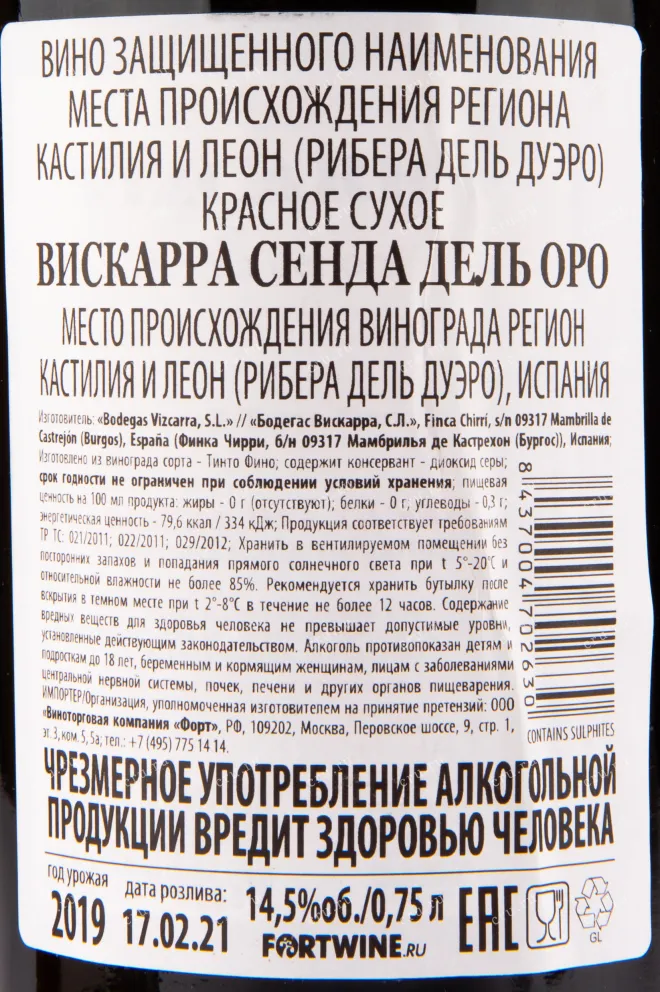 ВИНО ЗАЩИЩЕННОГО НАИМЕНОВАНИЯ
МЕСТА ПРОИСХОЖДЕНИЯ РЕГИОНА
КАСТИЛИЯ И ЛЕОН (РИБЕРА ДЕЛЬ ДУЭРО)
КРАСНОЕ СУХОЕ
ВИСКАРРА СЕНДА ДЕЛЬ ОРО
МЕСТО ПРОИСХОЖДЕНИЯ ВИНОГРАДА РЕГИОН
КАСТИЛИЯ И ЛЕОН (РИБЕРА ДЕЛЬ ДУЭРО), ИСПАНИЯ
Изготовитель: «Bodegas Vizcarra, S.L.» // «Бодегас Вискарра, С.Л.», Finca Chirri, s/n 09317 Mambrilla de
Castrejón (Burgos), España (Финка Чирри, б/н 09317 Мамбрилья де Кастрехон (Бургос)), Испания;
Изготовлено из винограда сорта - Тинто Фино; содержит консервант - диоксид серы;
срок годности не ограничен при соблюдении условий хранения; пищевая
ценность на 100 мл продукта: жиры - 0 г (отсутствуют); белки - 0 г; углеводы - 0,3 г;
энергетическая ценность - 79,6 ккал / 334 кДж; Продукция соответствует требованиям
ТР ТС: 021/2011; 022/2011; 029/2012; Хранить в вентилируемом помещении без
посторонних запахов и попадания прямого солнечного света при t 5°-20°С и
относительной влажности не более 85%. Рекомендуется хранить бутылку после
вскрытия в темном месте при t 2°-8°С в течение не более 12 часов. Содержание
вредных веществ для здоровья человека не превышает допустимые уровни,
установленные действующим законодательством. Алкоголь противопоказан детям и
подросткам до 18 лет, беременным и кормящим женщинам, лицам с заболеваниями
центральной нервной системы, почек, печени и других органов пищеварения.
ИМПОРТЕР/Организация, уполномоченная изготовителем на принятие претензий: ООО
«Виноторговая компания «Форт», РФ, 109202, Москва, Перовское шоссе, 9, стр. 1,
эт. 3, ком. 5, 5а; тел.: +7 (495) 775 14 14.
8 437004 702630
CONTAINS SULPHITES
ЧРЕЗМЕРНОЕ УПОТРЕБЛЕНИЕ АЛКОГОЛЬНОЙ
ПРОДУКЦИИ ВРЕДИТ ЗДОРОВЬЮ ЧЕЛОВЕКА
год урожая
2019
дата розлива:
17.02.21
14,5%об./0,75 л
FORTWINE.RU
EAC
GL